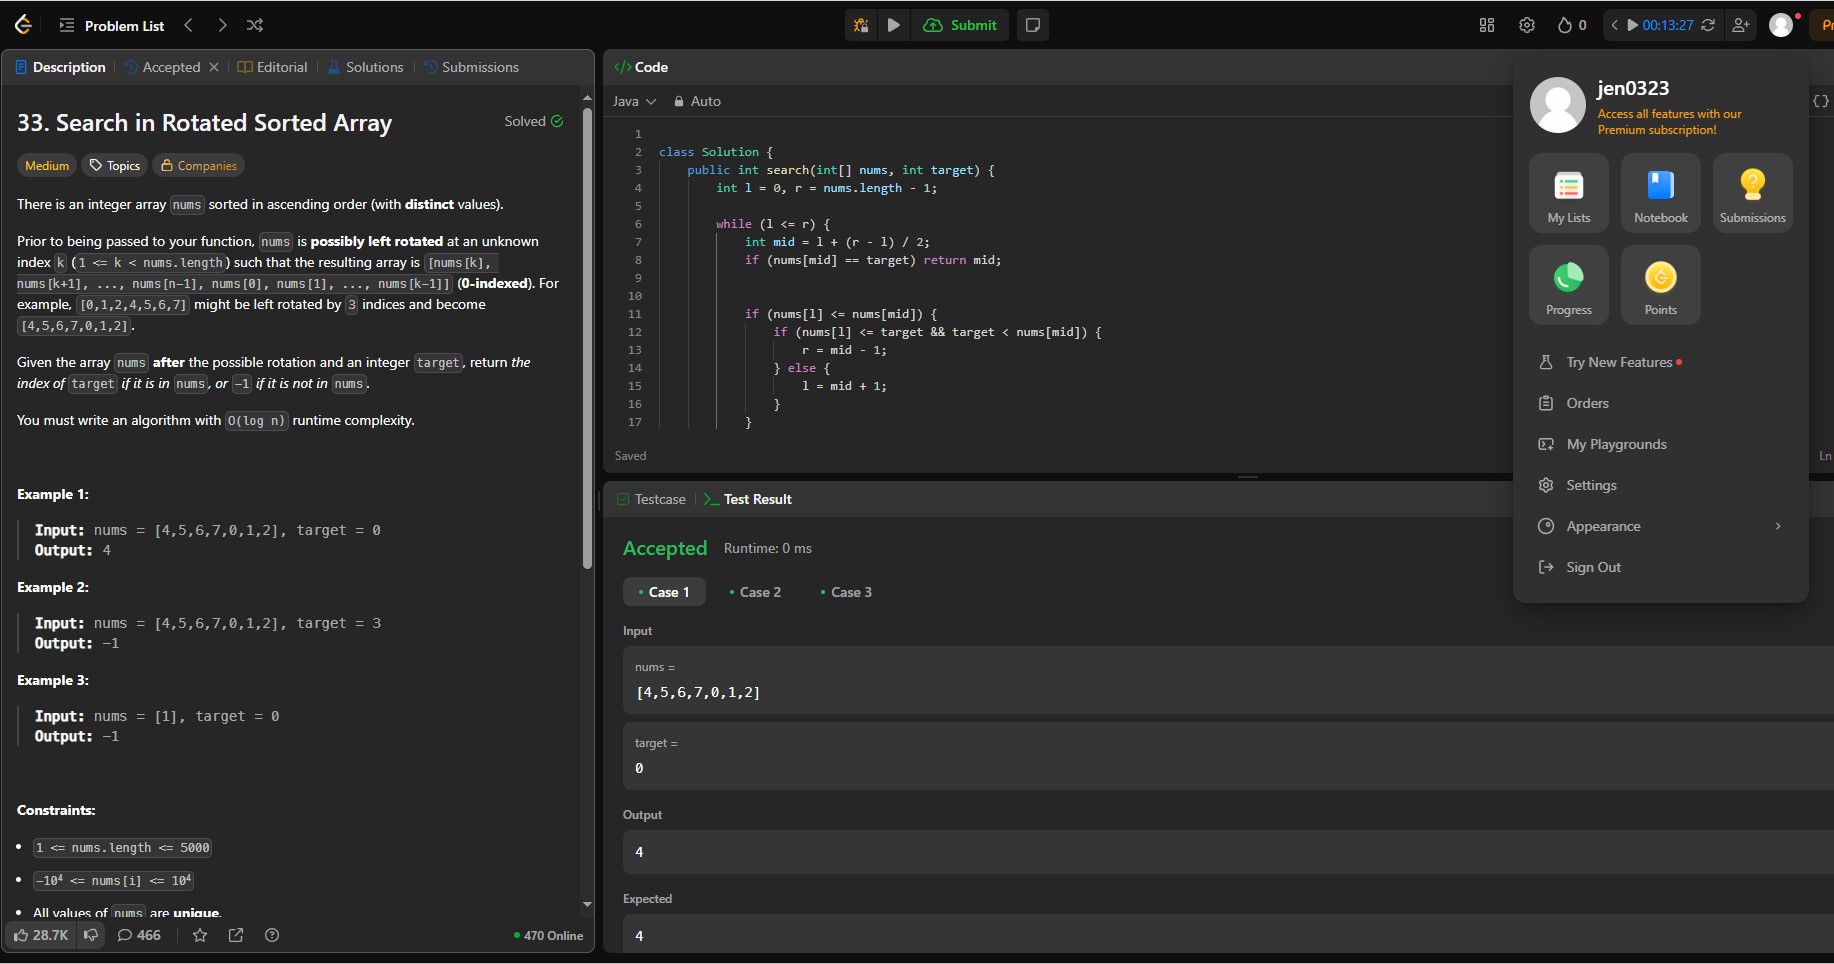 Problem List
Submit
0
00:13:27
Pr
Description
Accepted
Editorial
Solutions
Submissions
33. Search in Rotated Sorted Array
Solved
Medium
Topics
Companies
There is an integer array nums sorted in ascending order (with distinct values).
Prior to being passed to your function, nums is possibly left rotated at an unknown
index k (1 <= k < nums.length) such that the resulting array is [nums[k],
nums[k+1], ..., nums[n-1], nums[0], nums[1], ..., nums[k-1]] (0-indexed). For
example, [0,1,2,4,5,6,7] might be left rotated by 3 indices and become
[4,5,6,7,0,1,2].
Given the array nums after the possible rotation and an integer target, return the
index of target if it is in nums, or -1 if it is not in nums.
You must write an algorithm with O(log n) runtime complexity.
Example 1:
Input: nums = [4,5,6,7,0,1,2], target = 0
Output: 4
Example 2:
Input: nums = [4,5,6,7,0,1,2], target = 3
Output: -1
Example 3:
Input: nums = [1], target = 0
Output: -1
Constraints:
• 1 <= nums.length <= 5000
• -10⁴ <= nums[i] <= 10⁴
• All values of nums are unique.
28.7K
466
470 Online
</> Code
Java
Auto
{}
1
2 class Solution {
3 public int search(int[] nums, int target) {
4 int l = 0, r = nums.length - 1;
5
6 while (l <= r) {
7 int mid = l + (r - l) / 2;
8 if (nums[mid] == target) return mid;
9
10
11 if (nums[l] <= nums[mid]) {
12 if (nums[l] <= target && target < nums[mid]) {
13 r = mid - 1;
14 } else {
15 l = mid + 1;
16 }
17 }
Saved
Ln
Testcase
>_ Test Result
Accepted
Runtime: 0 ms
• Case 1
• Case 2
• Case 3
Input
nums =
[4,5,6,7,0,1,2]
target =
0
Output
4
Expected
4
jen0323
Access all features with our
Premium subscription!
My Lists
Notebook
Submissions
Progress
Points
Try New Features
Orders
My Playgrounds
Settings
Appearance
Sign Out